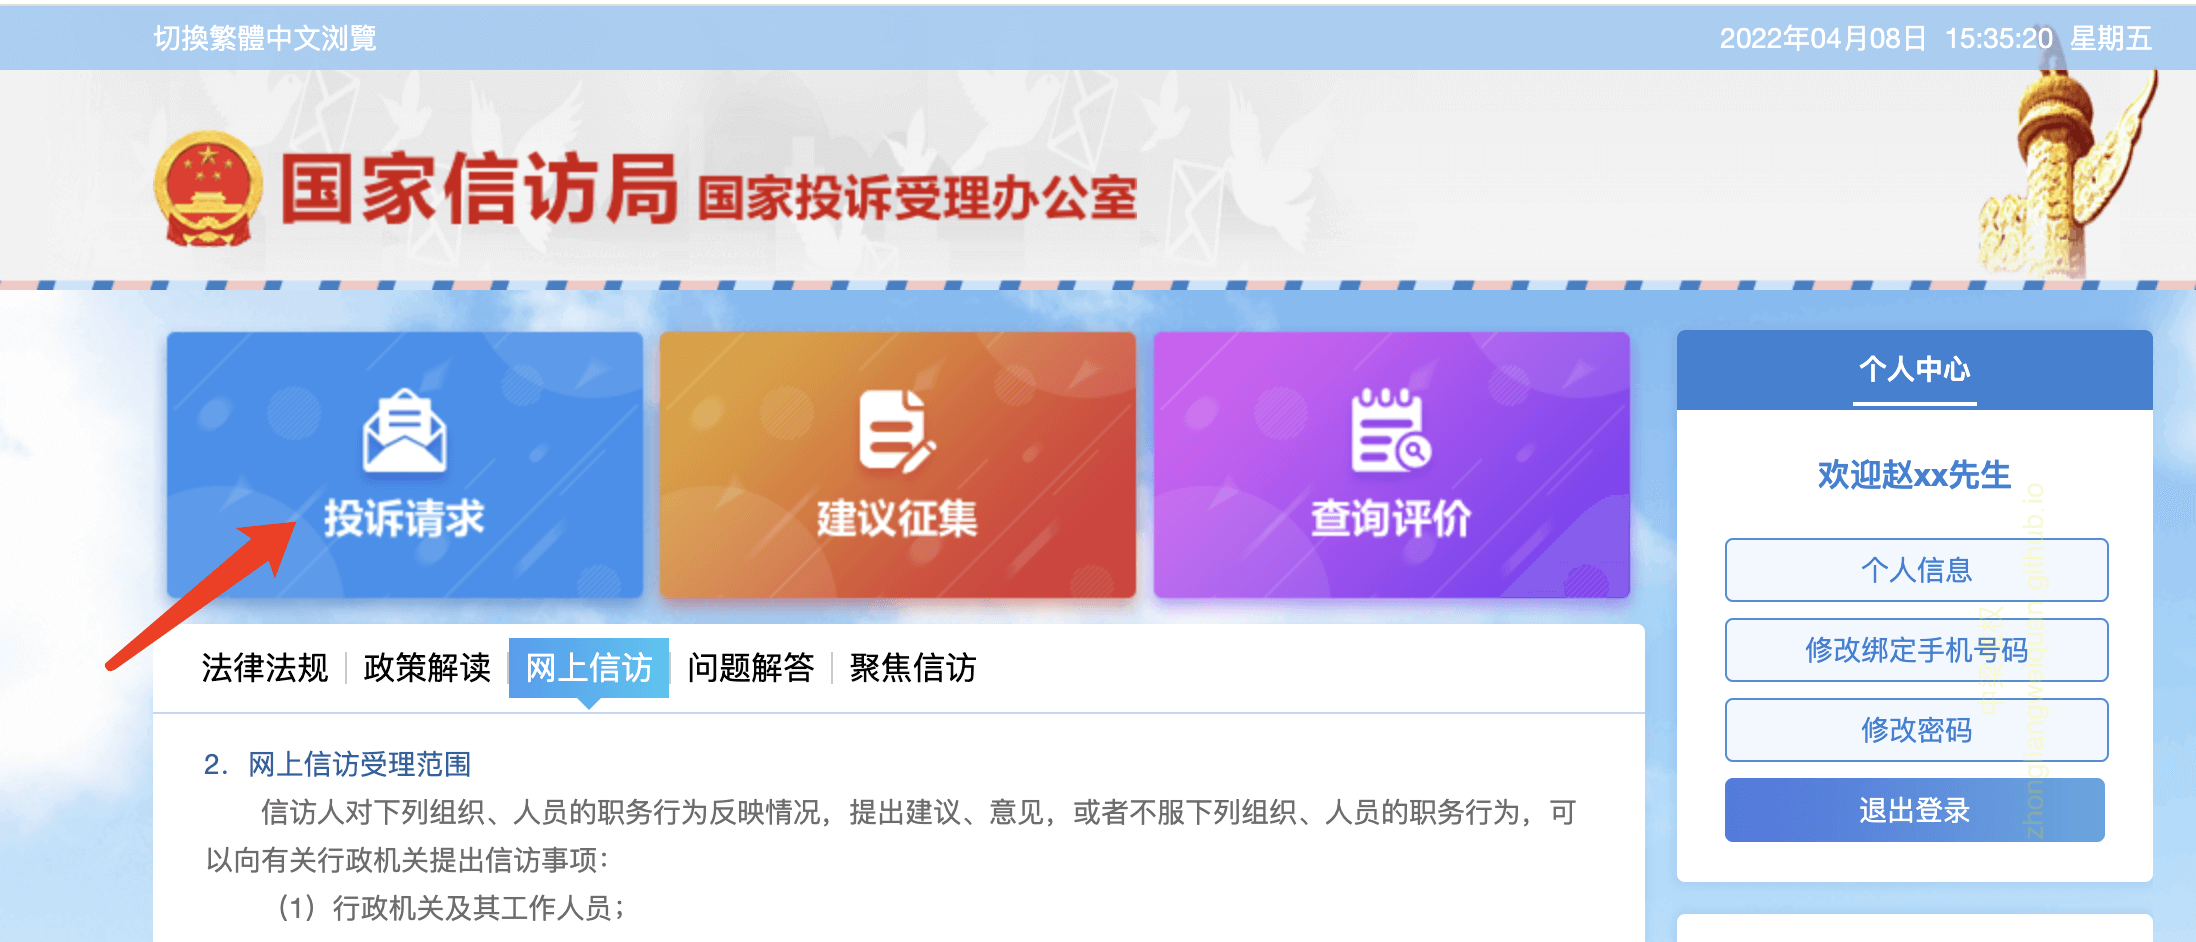 切換繁體中文浏覽
2022年04月08日 15:35:20 星期五
国家信访局 国家投诉受理办公室
投诉请求
建议征集
查询评价
个人中心
欢迎赵xx先生
个人信息
修改绑定手机号码
修改密码
退出登录
法律法规 政策解读 网上信访 问题解答 聚焦信访
2. 网上信访受理范围
信访人对下列组织、人员的职务行为反映情况，提出建议、意见，或者不服下列组织、人员的职务行为，可
以向有关行政机关提出信访事项：
（1）行政机关及其工作人员；